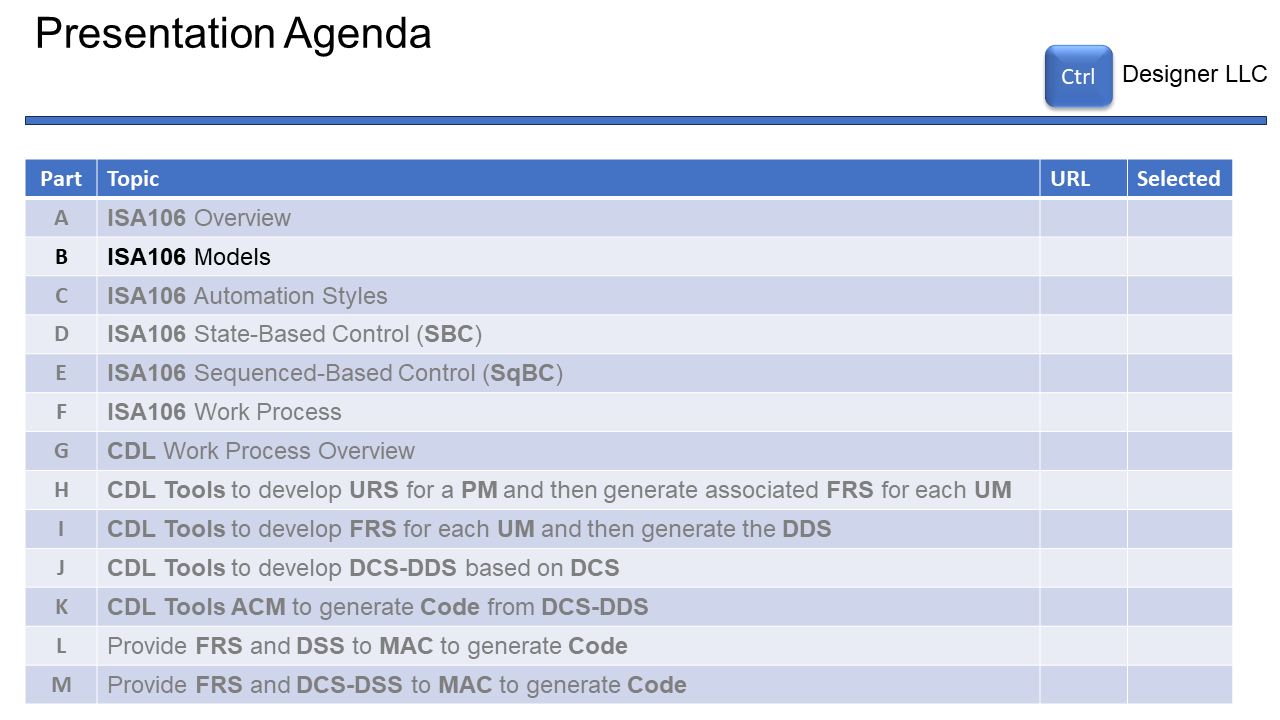 Presentation Agenda
Ctrl Designer LLC
Part Topic URL Selected
A ISA106 Overview
B ISA106 Models
C ISA106 Automation Styles
D ISA106 State-Based Control (SBC)
E ISA106 Sequenced-Based Control (SqBC)
F ISA106 Work Process
G CDL Work Process Overview
H CDL Tools to develop URS for a PM and then generate associated FRS for each UM
I CDL Tools to develop FRS for each UM and then generate the DDS
J CDL Tools to develop DCS-DDS based on DCS
K CDL Tools ACM to generate Code from DCS-DDS
L Provide FRS and DSS to MAC to generate Code
M Provide FRS and DCS-DSS to MAC to generate Code